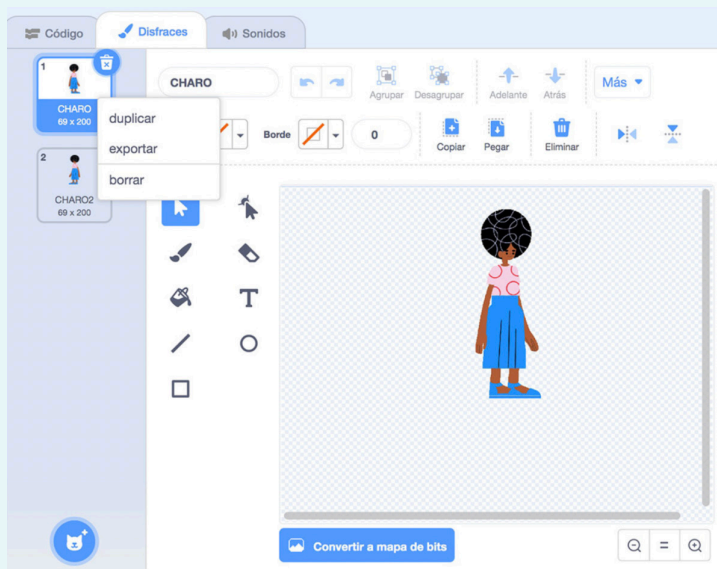 Código
Disfraces
Sonidos
1
CHARO
69 x 200
2
CHARO2
69 x 200
duplicar
exportar
borrar
CHARO
Agrupar
Desagrupar
Adelante
Atrás
Más
Borde
0
Copiar
Pegar
Eliminar
T
Convertir a mapa de bits
=